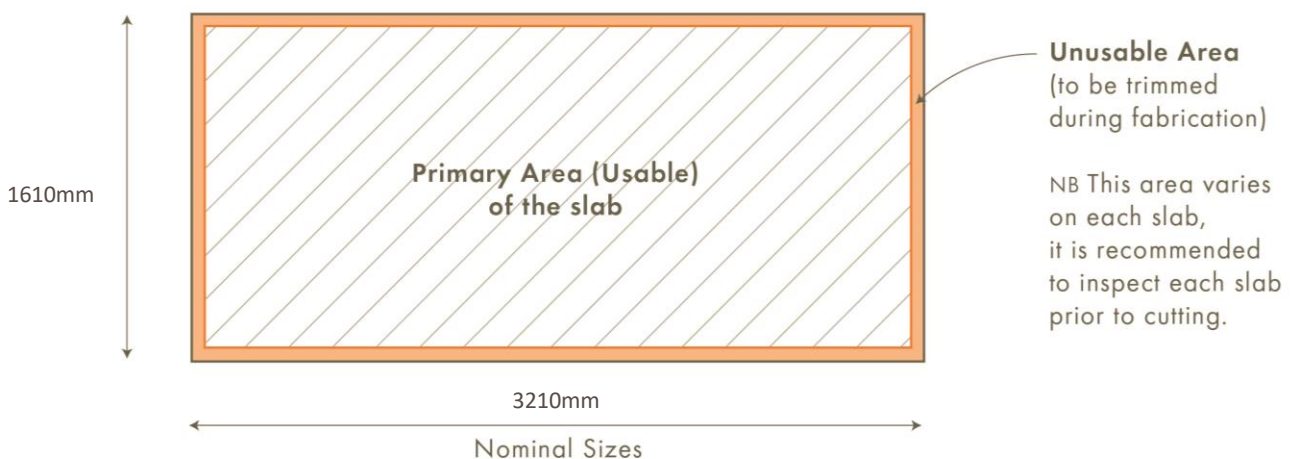 1610mm
Primary Area (Usable)
of the slab
Unusable Area
(to be trimmed
during fabrication)
NB This area varies
on each slab,
it is recommended
to inspect each slab
prior to cutting.
3210mm
Nominal Sizes